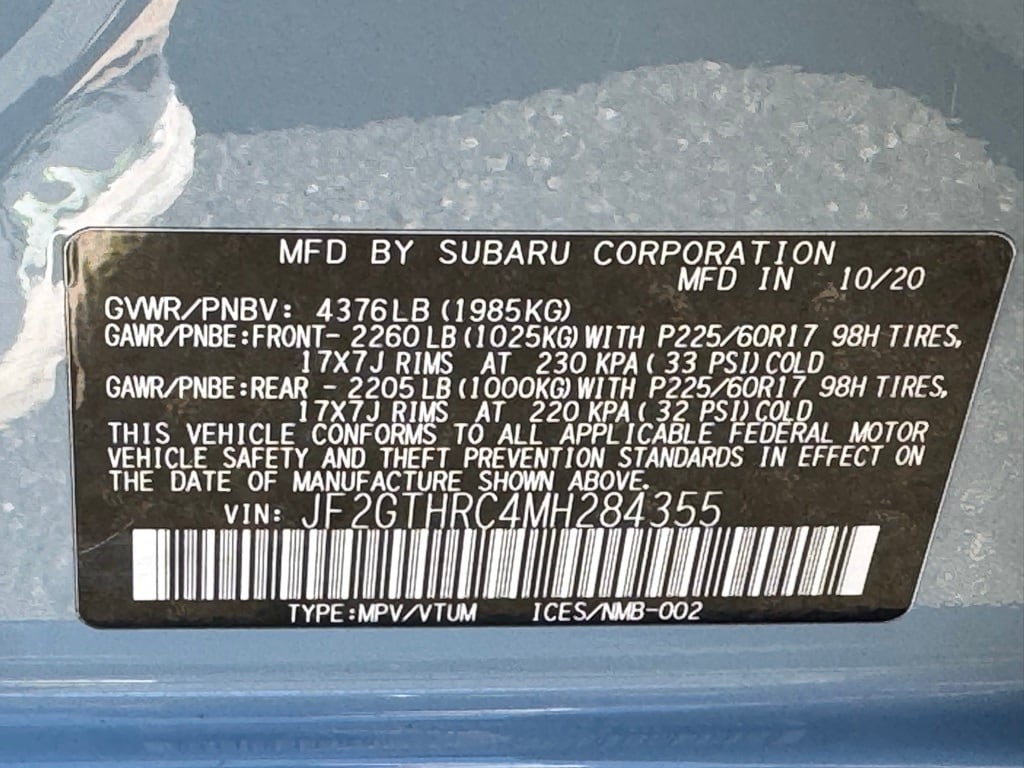 MFD BY SUBARU CORPORATION
MFD IN 10/20
GVWR/PNBV: 4376LB (1985KG)
GAWR/PNBE:FRONT- 2260LB (1025KG) WITH P225/60R17 98H TIRES,
17X7J RIMS AT 230 KPA ( 33 PSI) COLD
GAWR/PNBE:REAR - 2205LB (1000KG) WITH P225/60R17 98H TIRES,
17X7J RIMS AT 220 KPA ( 32 PSI) COLD
THIS VEHICLE CONFORMS TO ALL APPLICABLE FEDERAL MOTOR
VEHICLE SAFETY AND THEFT PREVENTION STANDARDS IN EFFECT ON
THE DATE OF MANUFACTURE SHOWN ABOVE.
VIN: JF2GTHRC4MH284355
TYPE:MPV/VTUM ICES/NMB-002